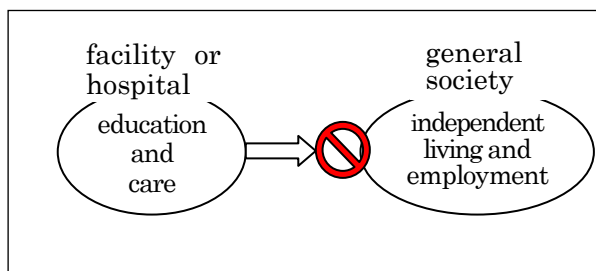 facility or
hospital
education
and
care
general
society
independent
living and
employment